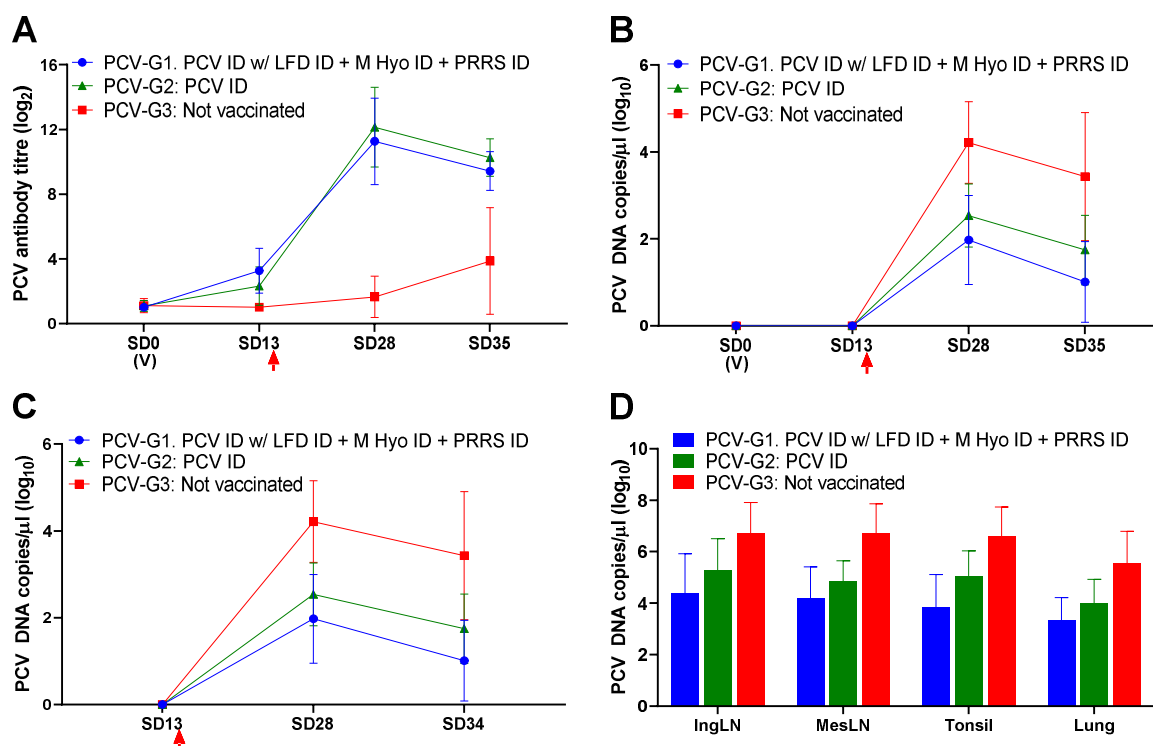 A
PCV-G1. PCV ID w/ LFD ID + M Hyo ID + PRRS ID
PCV-G2: PCV ID
PCV-G3: Not vaccinated
PCV antibody titre (log2)
16
12
8
4
0
SD0
(V)
SD13
SD28
SD35
B
PCV-G1. PCV ID w/ LFD ID + M Hyo ID + PRRS ID
PCV-G2: PCV ID
PCV-G3: Not vaccinated
PCV DNA copies/μl (log10)
6
4
2
0
SD0
(V)
SD13
SD28
SD35
C
PCV-G1. PCV ID w/ LFD ID + M Hyo ID + PRRS ID
PCV-G2: PCV ID
PCV-G3: Not vaccinated
PCV DNA copies/μl (log10)
6
4
2
0
SD13
SD28
SD34
D
PCV-G1. PCV ID w/ LFD ID + M Hyo ID + PRRS ID
PCV-G2: PCV ID
PCV-G3: Not vaccinated
PCV DNA copies/μl (log10)
10
8
6
4
2
0
IngLN
MesLN
Tonsil
Lung